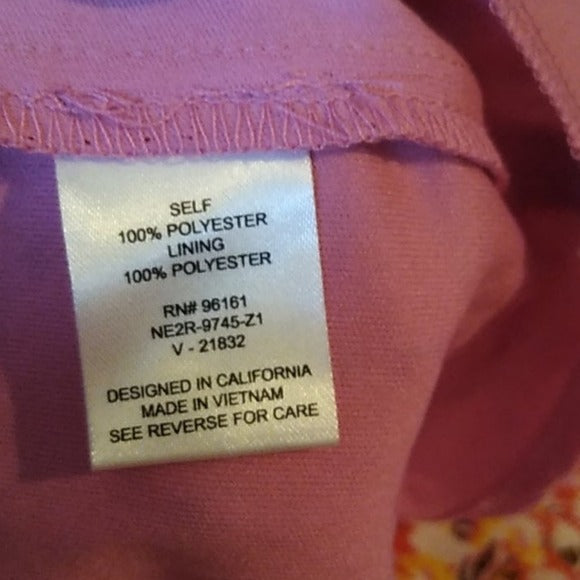 SELF
100% POLYESTER
LINING
100% POLYESTER
RN# 96161
NE2R-9745-Z1
V - 21832
DESIGNED IN CALIFORNIA
MADE IN VIETNAM
SEE REVERSE FOR CARE